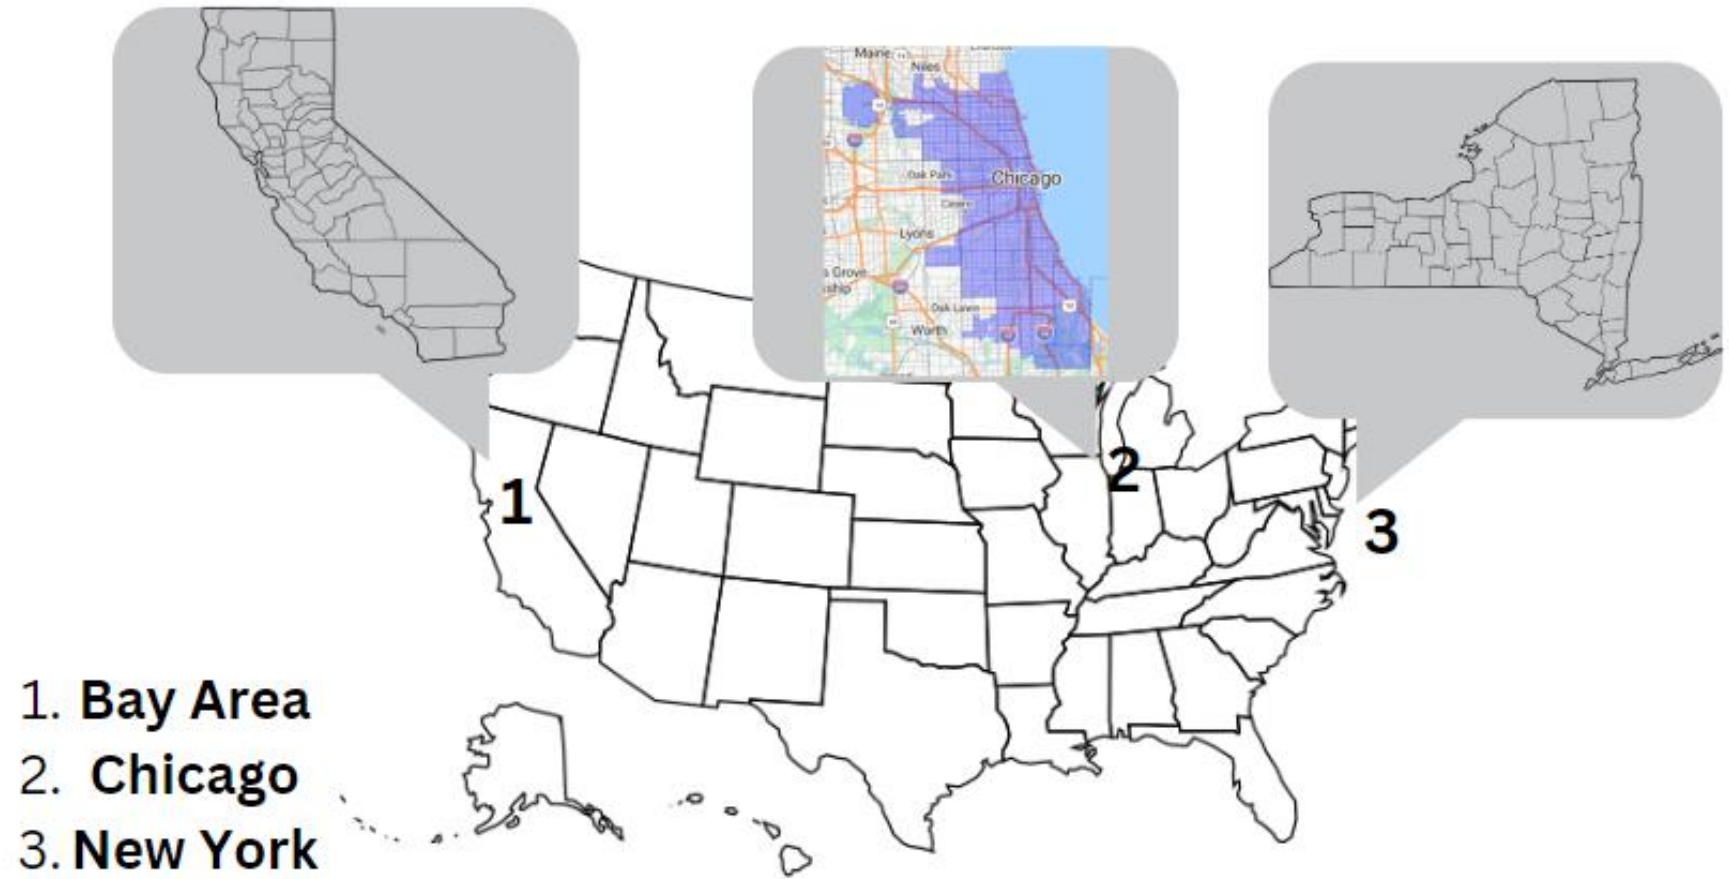 Maine
Niles
Oak Park
Chicago
Cicero
Lyons
s Grove
nship
Oak Lawn
Worth
1
2
3
1. Bay Area
2. Chicago
3. New York